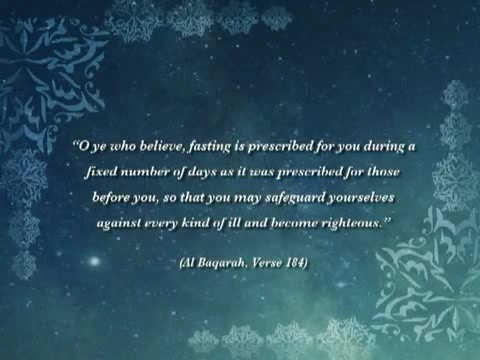 “O ye who believe, fasting is prescribed for you during a
fixed number of days as it was prescribed for those
before you, so that you may safeguard yourselves
against every kind of ill and become righteous.”
(Al Baqarah, Verse 184)